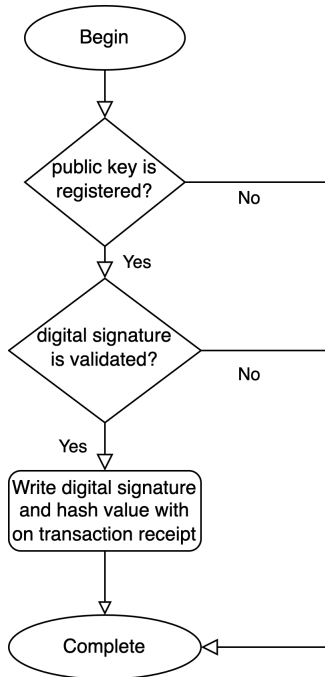 Begin
public key is
registered?
No
Yes
digital signature
is validated?
No
Yes
Write digital signature
and hash value with
on transaction receipt
Complete